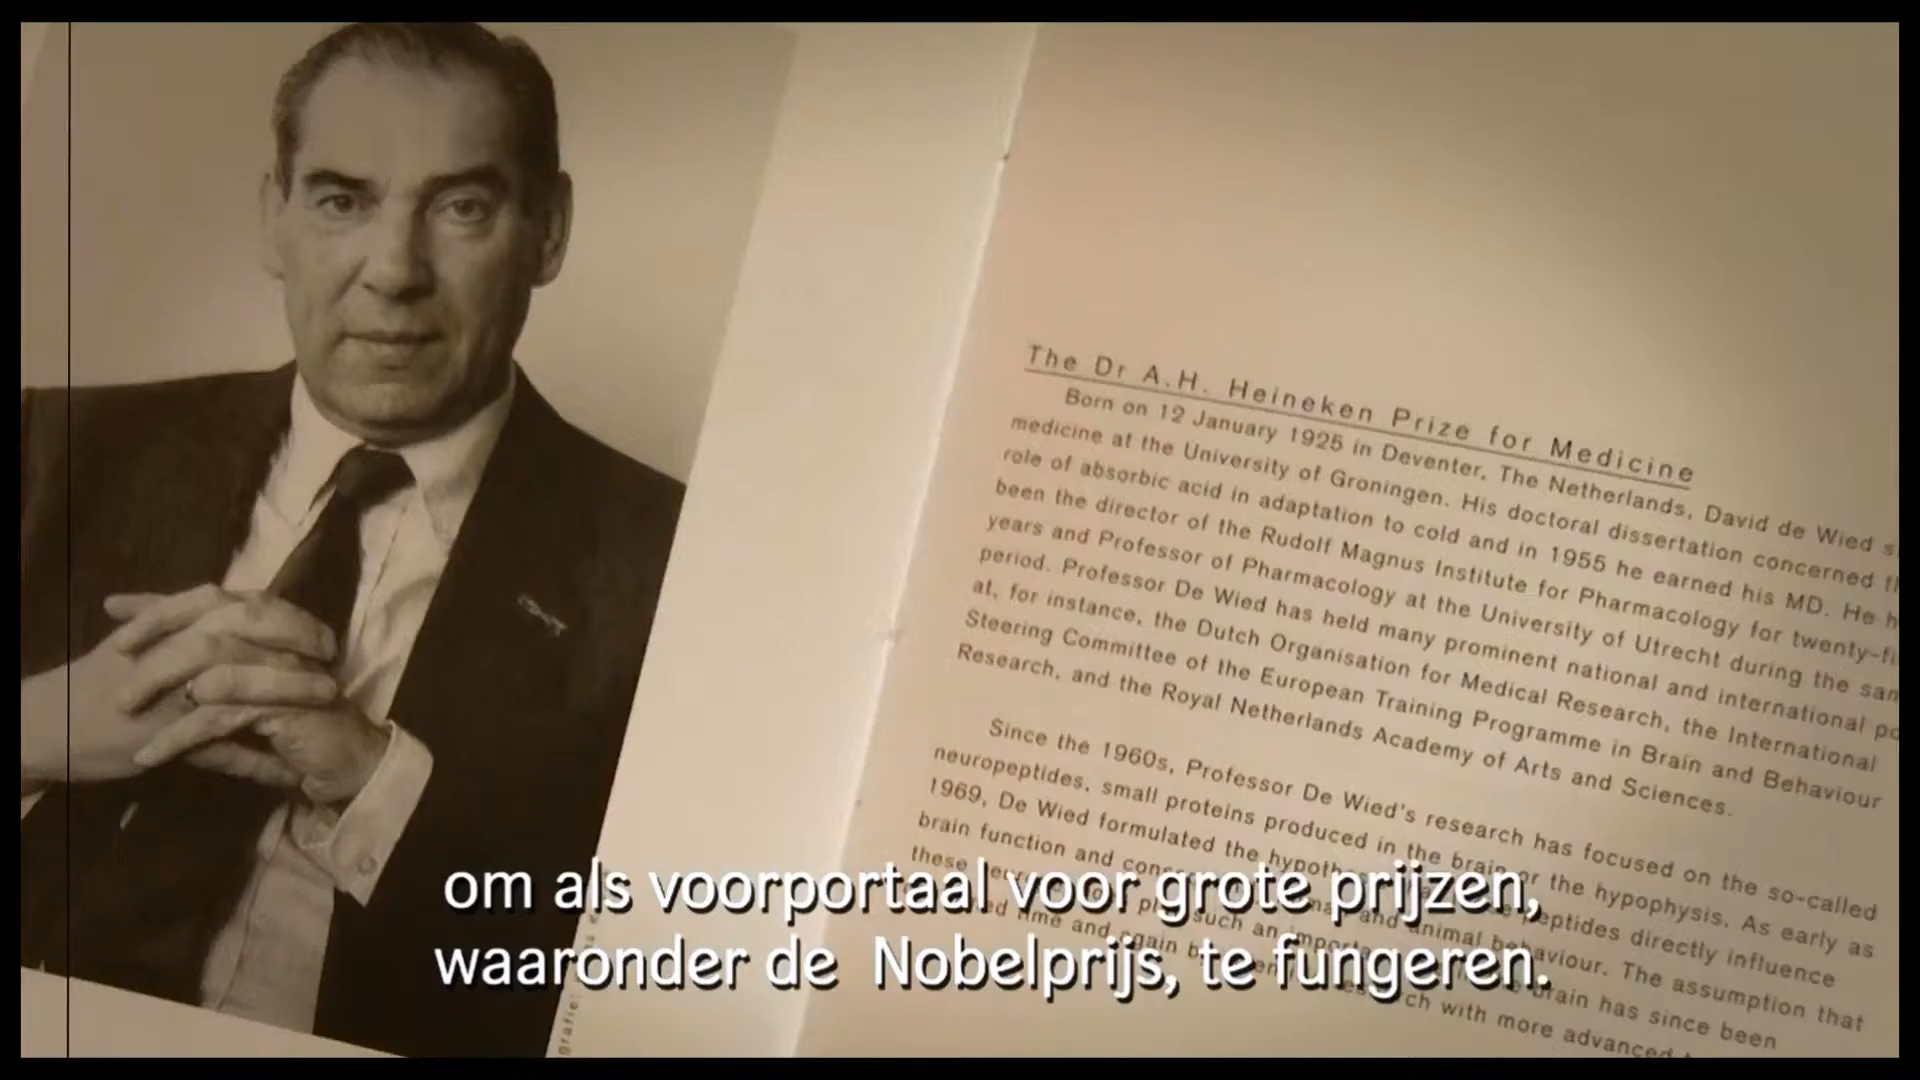 The Dr A.H. Heineken Prize for Medicine
Born on 12 January 1925 in Deventer, The Netherlands, David de Wied
medicine at the University of Groningen. His doctoral dissertation concerned
role of absorbic acid in adaptation to cold and in 1955 he earned his MD. He
been the director of the Rudolf Magnus Institute for Pharmacology for
years and Professor of Pharmacology at the University of Utrecht during the
period. Professor De Wied has held many prominent national and international
at, for instance, the Dutch Organisation for Medical Research, the International
Steering Committee of the European Training Programme in Brain and Behaviour
Research, and the Royal Netherlands Academy of Arts and Sciences.
Since the 1960s, Professor De Wied's research has focused on the so-called
neuropeptides, small proteins produced in the brain or the hypophysis. As early as
1969, De Wied formulated the peptides directly influence
brain function and and animal behaviour. The assumption that
these such an brain has since been
time and again research with more advanced
om als voorportaal voor grote prijzen,
waaronder de Nobelprijs, te fungeren.